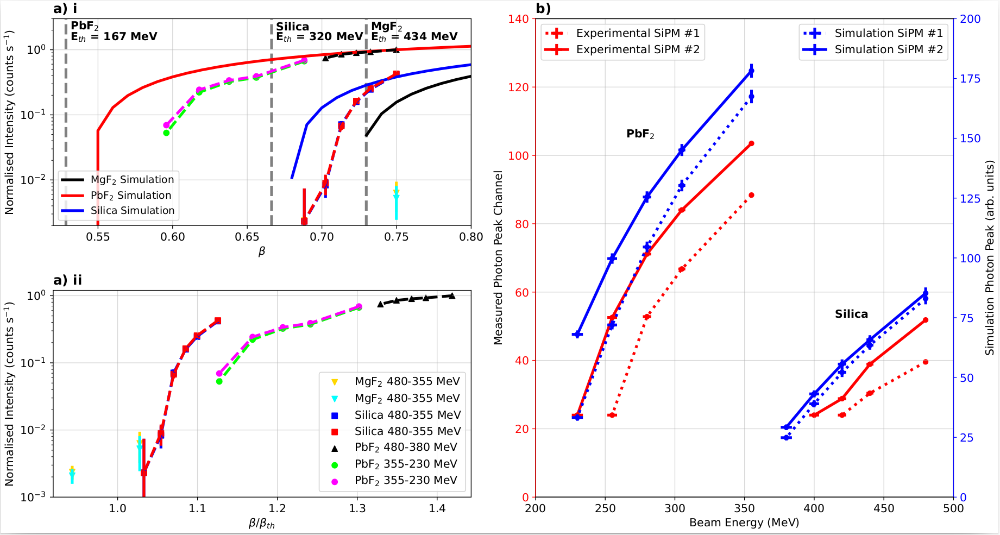 a) i
PbF₂
Eₜₕ = 167 MeV
Silica
Eₜₕ = 320 MeV
MgF₂
Eₜₕ = 434 MeV
Normalised Intensity (counts s⁻¹)
10⁰
10⁻¹
10⁻²
MgF₂ Simulation
PbF₂ Simulation
Silica Simulation
0.55 0.60 0.65 0.70 0.75 0.80
β
a) ii
Normalised Intensity (counts s⁻¹)
10⁰
10⁻¹
10⁻²
10⁻³
MgF₂ 480-355 MeV
MgF₂ 480-355 MeV
Silica 480-355 MeV
Silica 480-355 MeV
PbF₂ 480-380 MeV
PbF₂ 355-230 MeV
PbF₂ 355-230 MeV
1.0 1.1 1.2 1.3 1.4
β/βₜₕ
b)
Measured Photon Peak Channel
140
120
100
80
60
40
20
0
Experimental SiPM #1
Experimental SiPM #2
Simulation SiPM #1
Simulation SiPM #2
PbF₂
Silica
200
175
150
125
100
75
50
25
0
Simulation Photon Peak (arb. units)
200 250 300 350 400 450 500
Beam Energy (MeV)